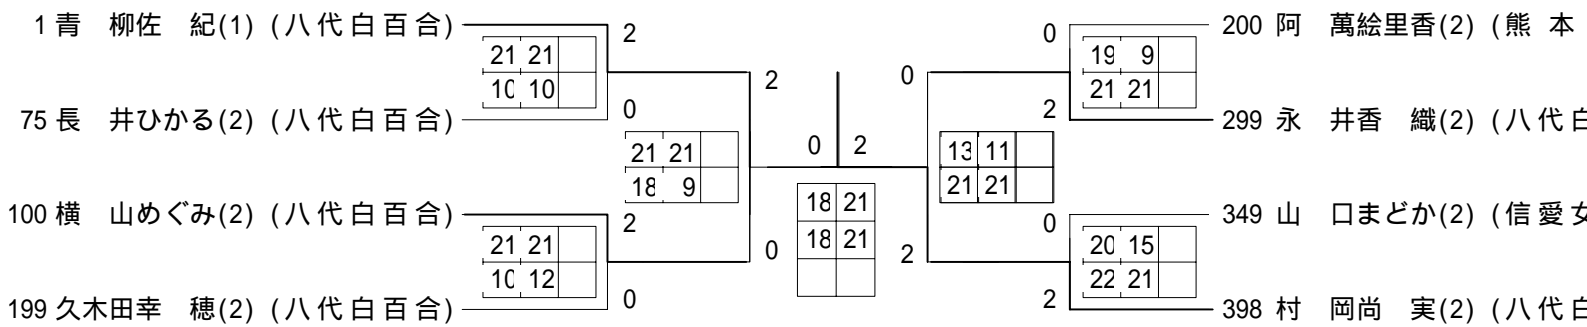 1 青 柳佐 紀(1) (八代白百合) 2 0 200 阿 萬絵里香(2) (熊 本
21 21 19 9
10 10 2 0 21 21
75 長 井ひかる(2) (八代白百合) 0 2 299 永 井香 織(2) (八代白
21 21 0 2 13 11
18 9 21 21
18 21
100 横 山めぐみ(2) (八代白百合) 2 0 349 山 口まどか(2) (信愛女
21 21 18 21 20 15
10 12 0 2 22 21
199 久木田幸 穂(2) (八代白百合) 0 2 398 村 岡尚 実(2) (八代白